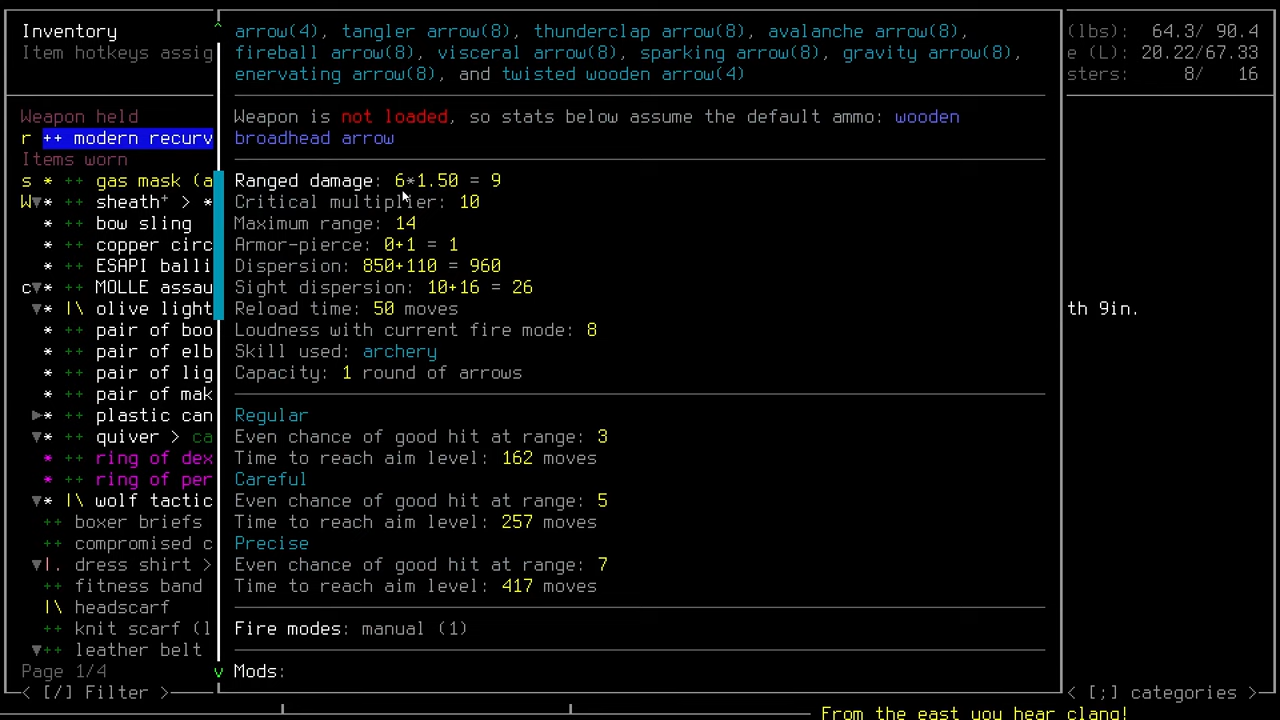 Inventory
Item hotkeys assig
Weapon held
r ++ modern recurv
Items worn
s * ++ gas mask (a
W▼* ++ sheath⁺ > *
* ++ bow sling
* ++ copper circ
* ++ ESAPI balli
c▼* ++ MOLLE assau
▼* |\ olive light
* ++ pair of boo
* ++ pair of elb
* ++ pair of lig
* ++ pair of mak
▶* ++ plastic can
▼* ++ quiver > ca
* ++ ring of dex
* ++ ring of per
▼* |\ wolf tactic
++ boxer briefs
++ compromised c
▼|. dress shirt >
++ fitness band
|\ headscarf
++ knit scarf (l
▼++ leather belt
Page 1/4
< [/] Filter >
^
arrow(4), tangler arrow(8), thunderclap arrow(8), avalanche arrow(8),
fireball arrow(8), visceral arrow(8), sparking arrow(8), gravity arrow(8),
enervating arrow(8), and twisted wooden arrow(4)
Weapon is not loaded, so stats below assume the default ammo: wooden
broadhead arrow
Ranged damage: 6*1.50 = 9
Critical multiplier: 10
Maximum range: 14
Armor-pierce: 0+1 = 1
Dispersion: 850+110 = 960
Sight dispersion: 10+16 = 26
Reload time: 50 moves
Loudness with current fire mode: 8
Skill used: archery
Capacity: 1 round of arrows
Regular
Even chance of good hit at range: 3
Time to reach aim level: 162 moves
Careful
Even chance of good hit at range: 5
Time to reach aim level: 257 moves
Precise
Even chance of good hit at range: 7
Time to reach aim level: 417 moves
Fire modes: manual (1)
v Mods:
(lbs): 64.3/ 90.4
e (L): 20.22/67.33
sters: 8/ 16
th 9in.
< [;] categories >
From the east you hear clang!